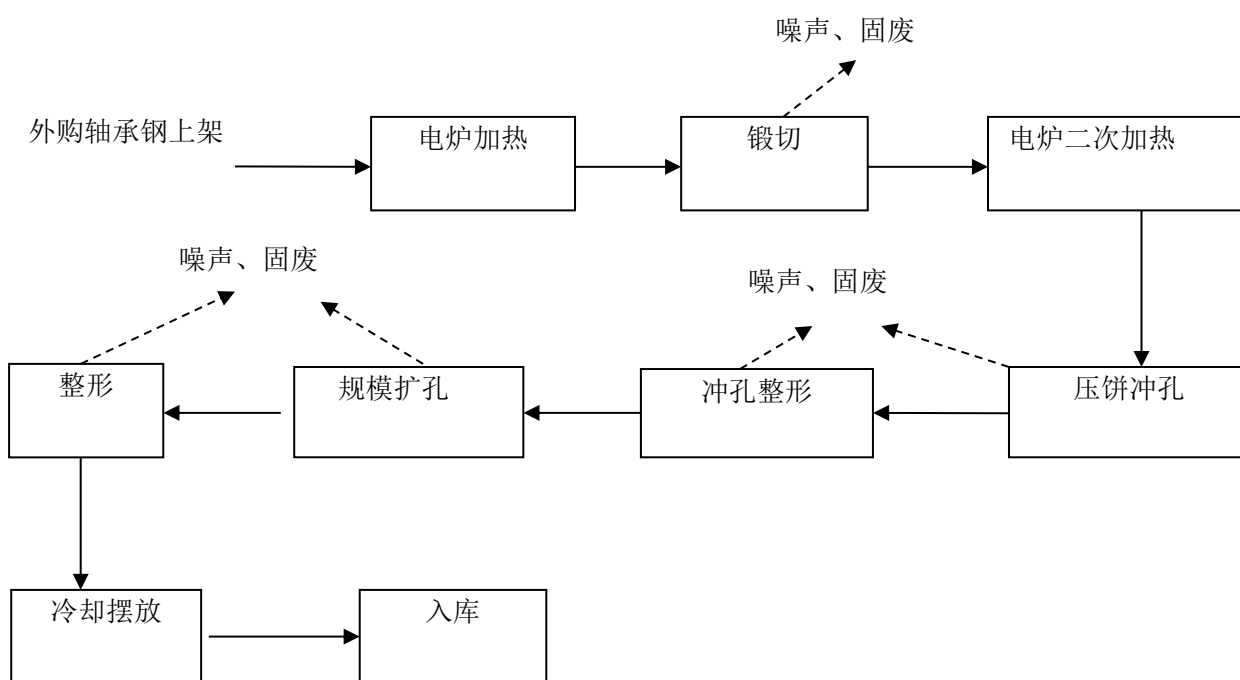 噪声、固废
外购轴承钢上架
电炉加热
锻切
电炉二次加热
噪声、固废
噪声、固废
整形
规模扩孔
冲孔整形
压饼冲孔
冷却摆放
入库